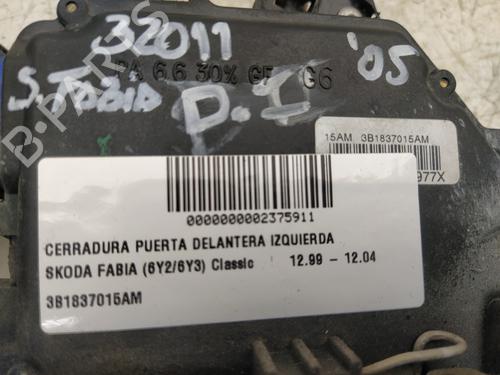 32011
'05
PA 6.6 30% GF G6
S. FABIA
D.I
15AM 3B1837015AM
977X
B-PARTS
0000000002375911
CERRADURA PUERTA DELANTERA IZQUIERDA
SKODA FABIA (6Y2/6Y3) Classic 12.99 – 12.04
3B1837015AM